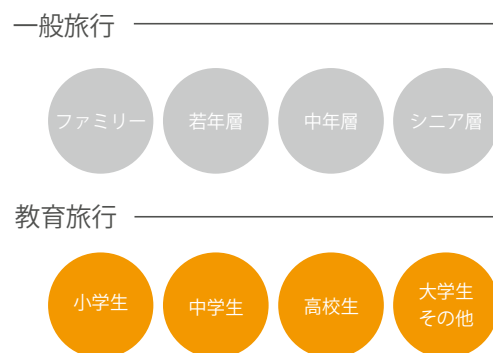 一般旅行
ファミリー
若年層
中年層
シニア層
教育旅行
小学生
中学生
高校生
大学生
その他